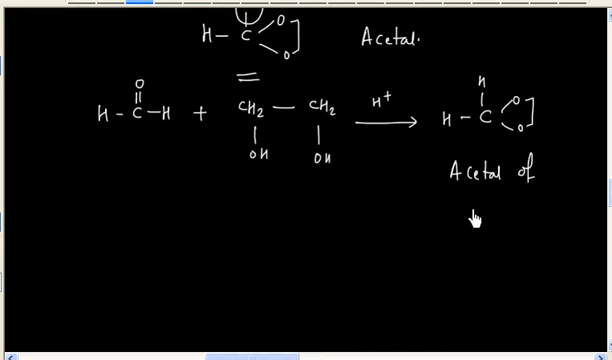 H - C O O Acetal.
O
H - C - H + CH2 - CH2 H+ H - C O O
H
OH OH
Acetal of